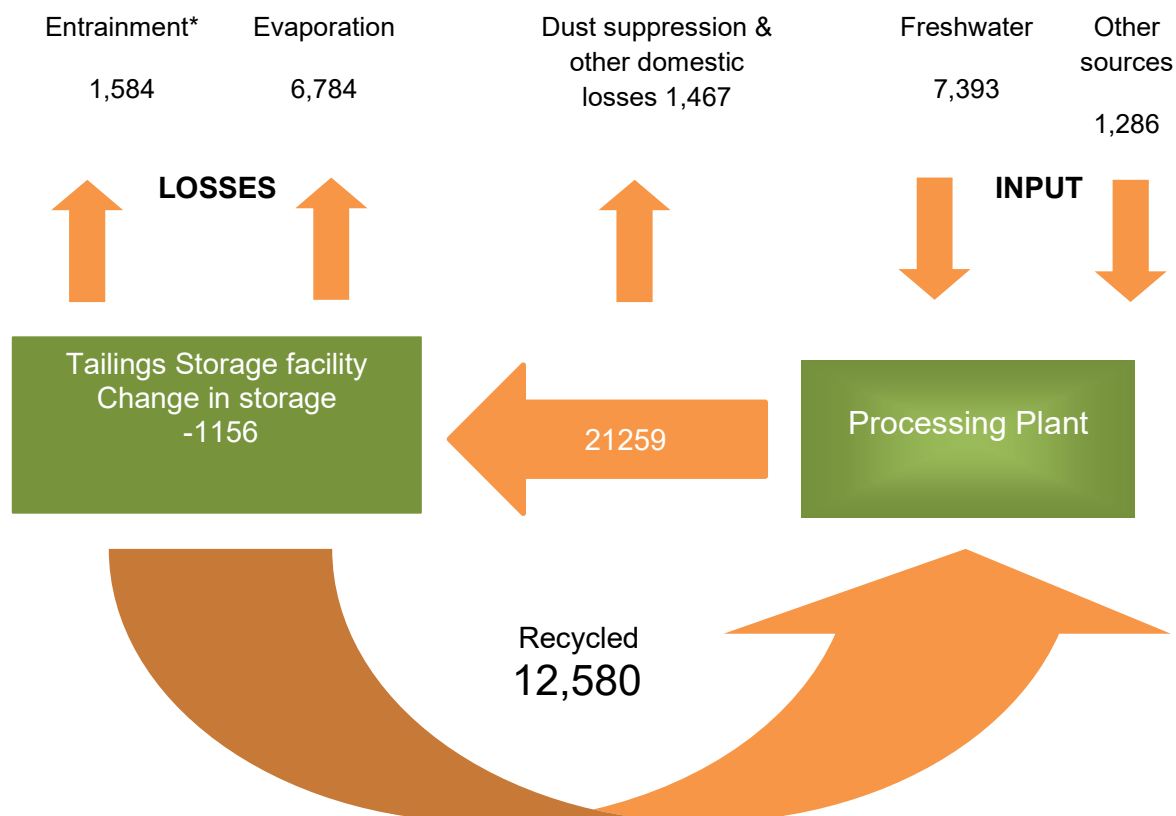 Entrainment*
1,584
Evaporation
6,784
Dust suppression &
other domestic
losses 1,467
Freshwater
7,393
Other
sources
1,286
LOSSES
INPUT
Tailings Storage facility
Change in storage
-1156
21259
Processing Plant
Recycled
12,580